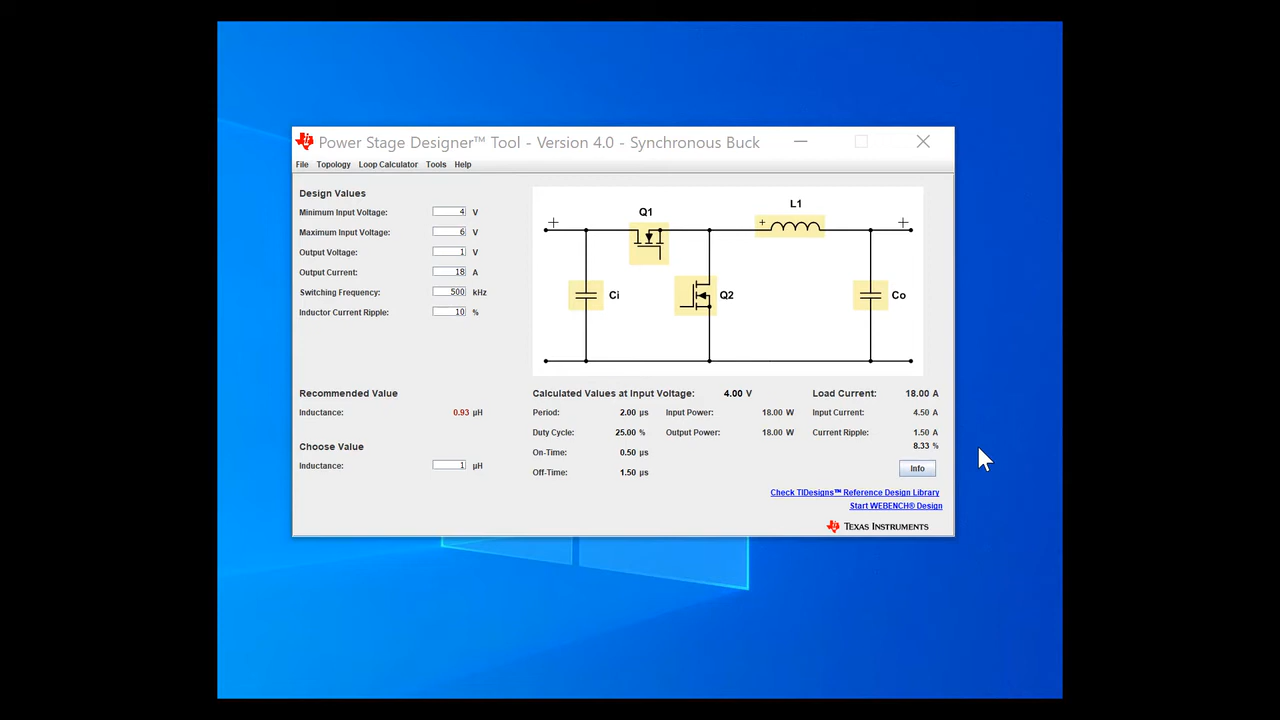 Power Stage Designer™ Tool - Version 4.0 - Synchronous Buck
File Topology Loop Calculator Tools Help
Design Values
Minimum Input Voltage: 4 V
Maximum Input Voltage: 6 V
Output Voltage: 1 V
Output Current: 18 A
Switching Frequency: 500 kHz
Inductor Current Ripple: 10 %
Q1
L1
+
+
+
Ci
Q2
Co
Recommended Value
Inductance: 0.93 µH
Choose Value
Inductance: 1 µH
Calculated Values at Input Voltage: 4.00 V
Load Current: 18.00 A
Period: 2.00 µs
Input Power: 18.00 W
Input Current: 4.50 A
Duty Cycle: 25.00 %
Output Power: 18.00 W
Current Ripple: 1.50 A
8.33 %
On-Time: 0.50 µs
Off-Time: 1.50 µs
Info
Check TIDesigns™ Reference Design Library
Start WEBENCH® Design
TEXAS INSTRUMENTS